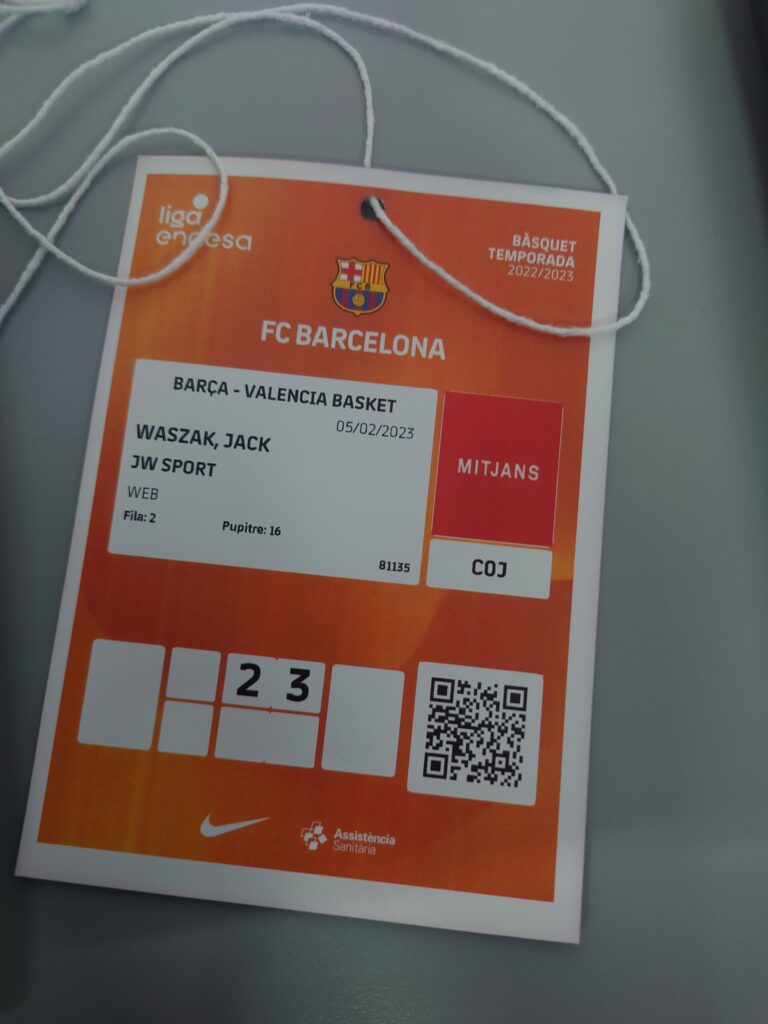 liga
endesa
BÀSQUET
TEMPORADA
2022/2023
FCB
FC BARCELONA
BARÇA - VALENCIA BASKET
05/02/2023
WASZAK, JACK
JW SPORT
WEB
Fila: 2 Pupitre: 16
81135
MITJANS
COJ
2 3
Assistència
Sanitària